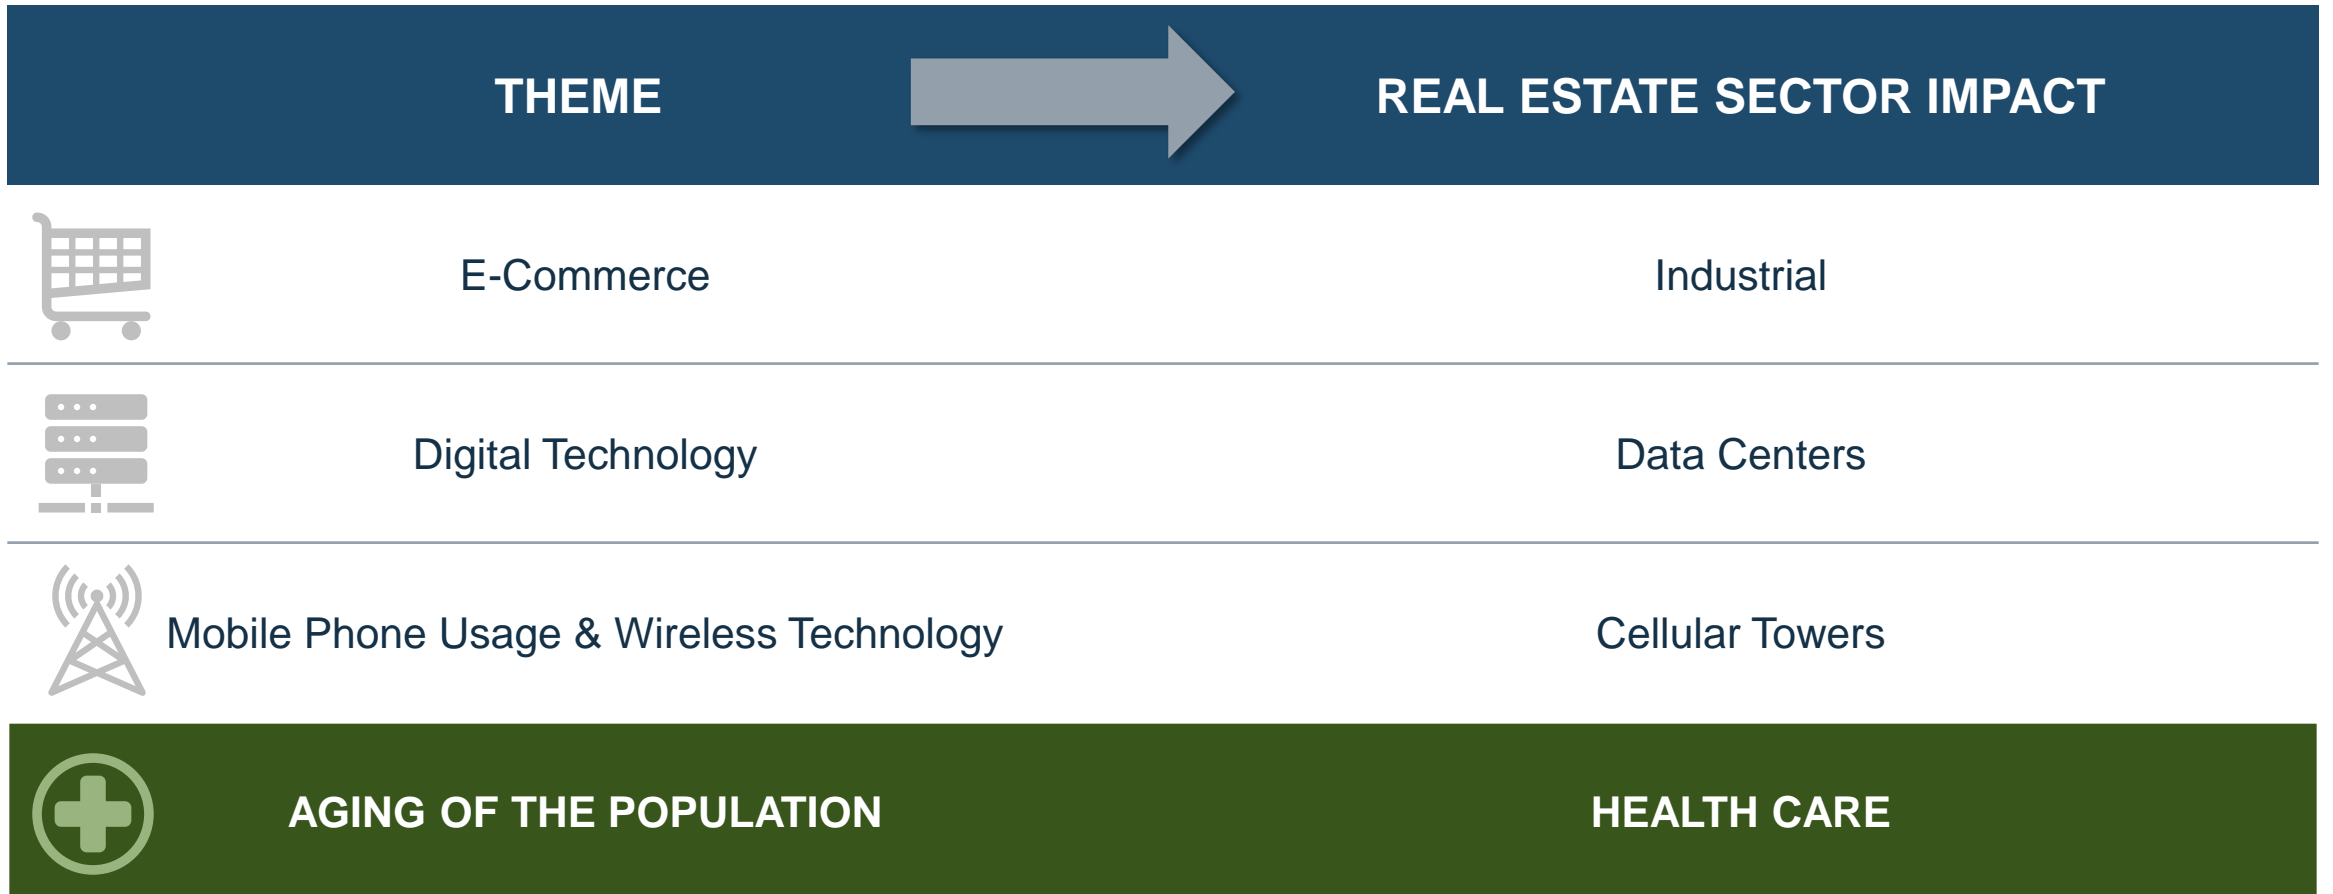 THEME
REAL ESTATE SECTOR IMPACT
E-Commerce
Industrial
Digital Technology
Data Centers
Mobile Phone Usage & Wireless Technology
Cellular Towers
AGING OF THE POPULATION
HEALTH CARE